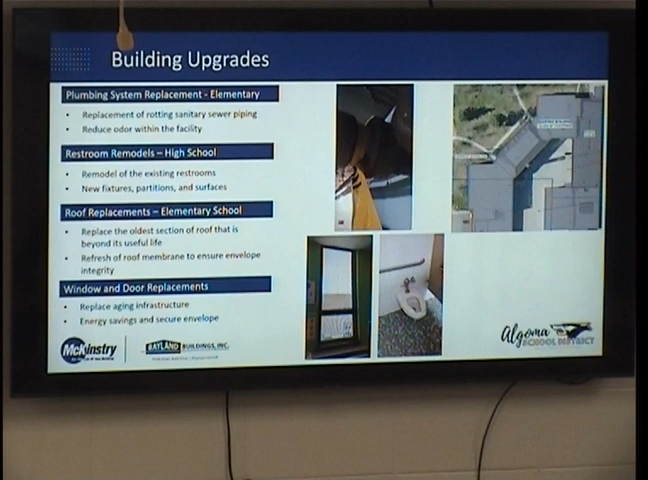 Building Upgrades
Plumbing System Replacement - Elementary
• Replacement of rotting sanitary sewer piping
• Reduce odor within the facility
Restroom Remodels – High School
• Remodel of the existing restrooms
• New fixtures, partitions, and surfaces
Roof Replacements – Elementary School
• Replace the oldest section of roof that is
beyond its useful life
• Refresh of roof membrane to ensure envelope
integrity
Window and Door Replacements
• Replace aging infrastructure
• Energy savings and secure envelope
McKinstry
BAYLAND BUILDINGS, INC.
Algoma
SCHOOL DISTRICT